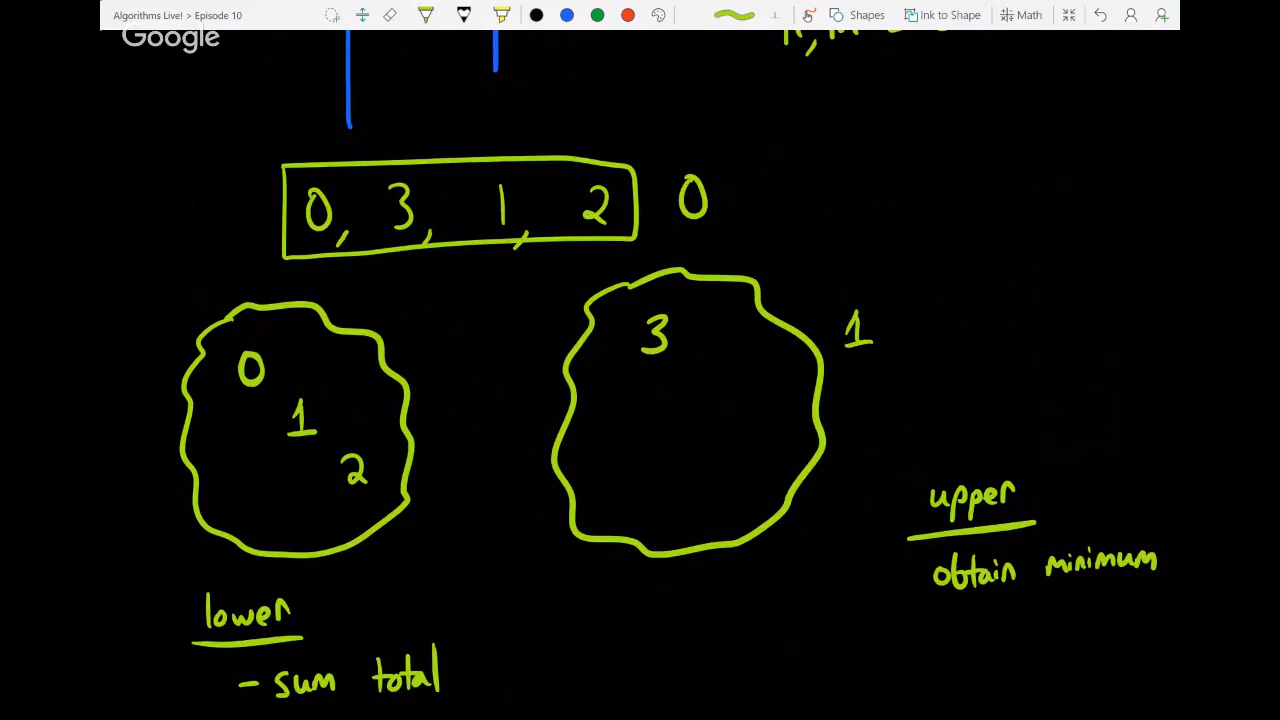 Algorithms Live! > Episode 10
Shapes
Ink to Shape
Math
Google
0, 3, 1, 2 0
3
1
0
1
2
upper
obtain minimum
lower
- sum total